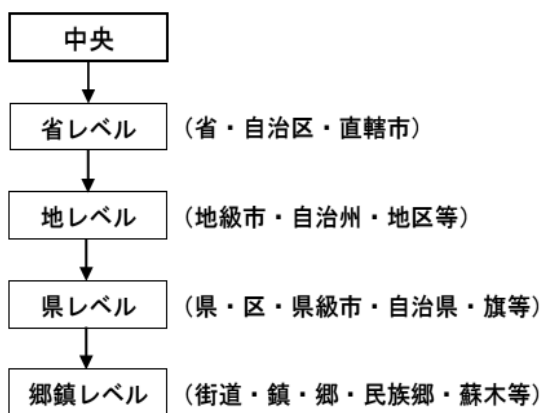 中央
省レベル (省・自治区・直轄市)
地レベル (地級市・自治州・地区等)
県レベル (県・区・県級市・自治県・旗等)
郷鎮レベル (街道・鎮・郷・民族郷・蘇木等)